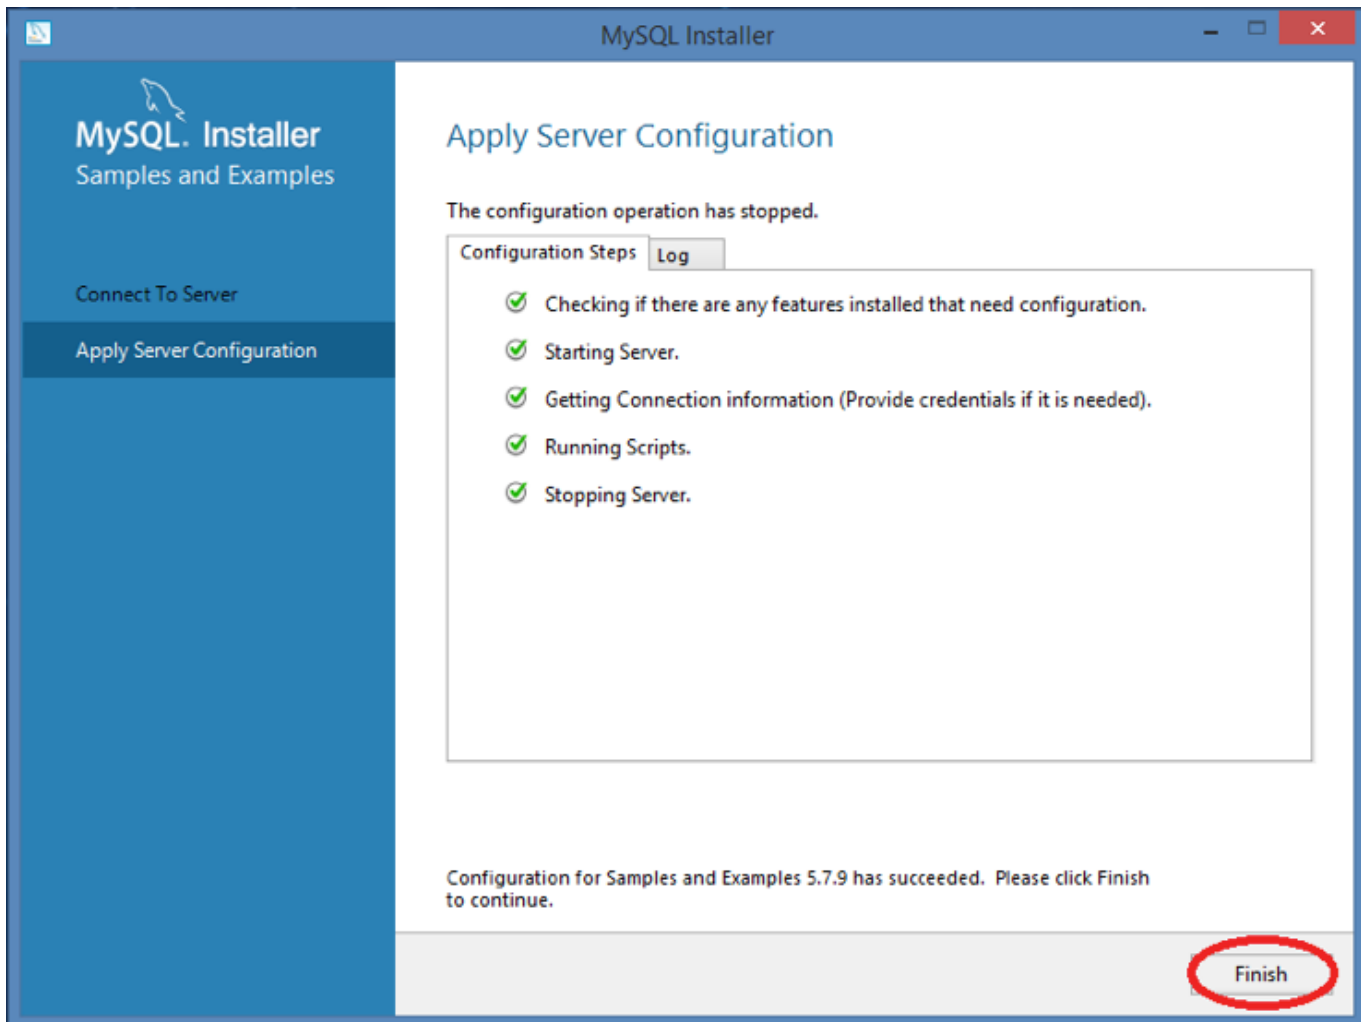 MySQL Installer
MySQL. Installer
Samples and Examples
Connect To Server
Apply Server Configuration
Apply Server Configuration
The configuration operation has stopped.
Configuration Steps
Log
Checking if there are any features installed that need configuration.
Starting Server.
Getting Connection information (Provide credentials if it is needed).
Running Scripts.
Stopping Server.
Configuration for Samples and Examples 5.7.9 has succeeded. Please click Finish
to continue.
Finish